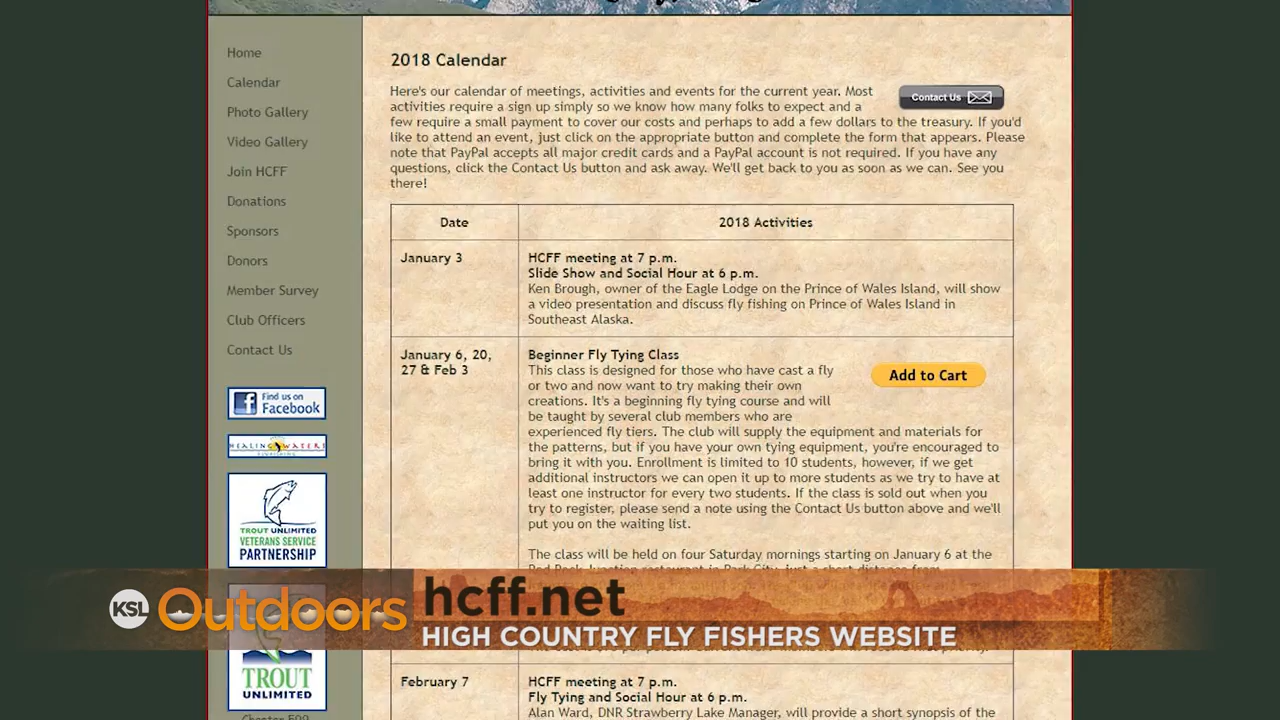 Home
Calendar
Photo Gallery
Video Gallery
Join HCFF
Donations
Sponsors
Donors
Member Survey
Club Officers
Contact Us
Find us on
Facebook
HEALING WATERS
TROUT UNLIMITED
VETERANS SERVICE
PARTNERSHIP
TROUT
UNLIMITED
2018 Calendar
Contact Us
Here's our calendar of meetings, activities and events for the current year. Most
activities require a sign up simply so we know how many folks to expect and a
few require a small payment to cover our costs and perhaps to add a few dollars to the treasury. If you'd
like to attend an event, just click on the appropriate button and complete the form that appears. Please
note that PayPal accepts all major credit cards and a PayPal account is not required. If you have any
questions, click the Contact Us button and ask away. We'll get back to you as soon as we can. See you
there!
Date 2018 Activities
January 3
HCFF meeting at 7 p.m.
Slide Show and Social Hour at 6 p.m.
Ken Brough, owner of the Eagle Lodge on the Prince of Wales Island, will show
a video presentation and discuss fly fishing on Prince of Wales Island in
Southeast Alaska.
January 6, 20,
27 & Feb 3
Beginner Fly Tying Class
Add to Cart
This class is designed for those who have cast a fly
or two and now want to try making their own
creations. It's a beginning fly tying course and will
be taught by several club members who are
experienced fly tiers. The club will supply the equipment and materials for
the patterns, but if you have your own tying equipment, you're encouraged to
bring it with you. Enrollment is limited to 10 students, however, if we get
additional instructors we can open it up to more students as we try to have at
least one instructor for every two students. If the class is sold out when you
try to register, please send a note using the Contact Us button above and we'll
put you on the waiting list.
The class will be held on four Saturday mornings starting on January 6 at the
KSL Outdoors
hcff.net
HIGH COUNTRY FLY FISHERS WEBSITE
February 7
HCFF meeting at 7 p.m.
Fly Tying and Social Hour at 6 p.m.
Alan Ward, DNR Strawberry Lake Manager, will provide a short synopsis of the